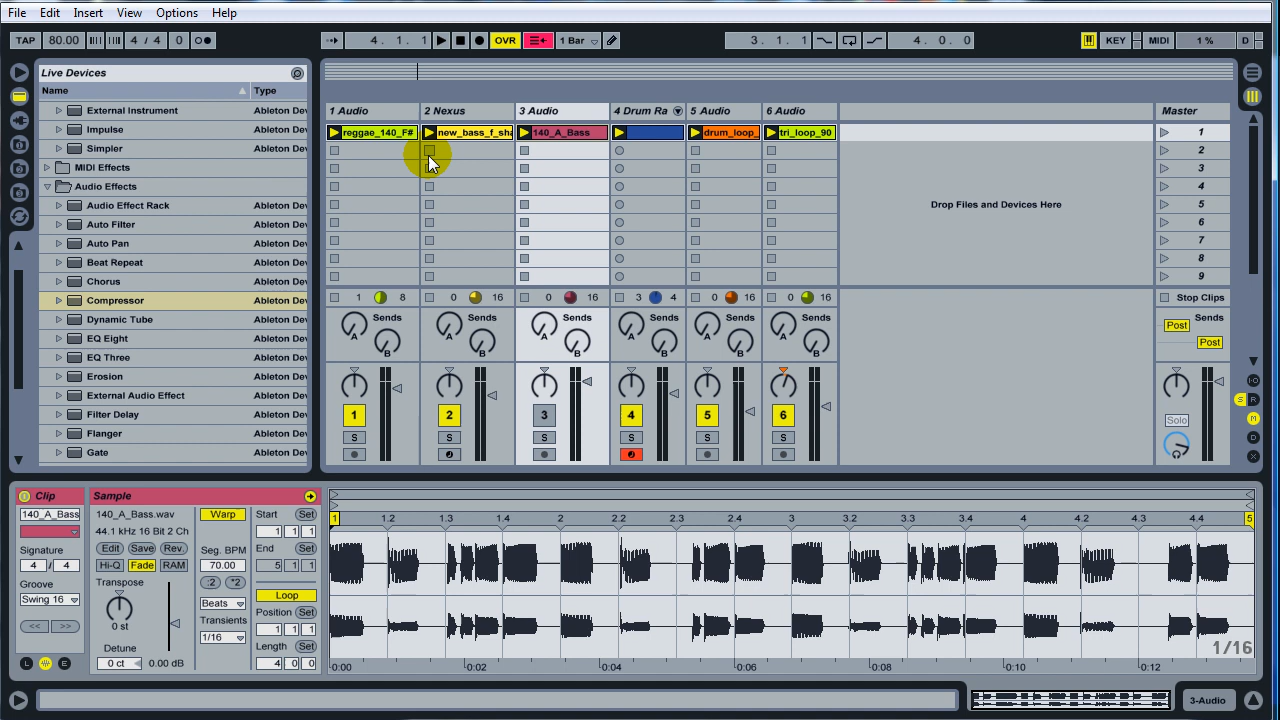 File Edit Insert View Options Help
TAP 80.00 4 / 4 0 4. 1. 1 OVR 1 Bar 3. 1. 1 4. 0. 0 KEY MIDI 1 % D
Live Devices
Name Type
External Instrument Ableton Dev
Impulse Ableton Dev
Simpler Ableton Dev
MIDI Effects
Audio Effects
Audio Effect Rack Ableton Dev
Auto Filter Ableton Dev
Auto Pan Ableton Dev
Beat Repeat Ableton Dev
Chorus Ableton Dev
Compressor Ableton Dev
Dynamic Tube Ableton Dev
EQ Eight Ableton Dev
EQ Three Ableton Dev
Erosion Ableton Dev
External Audio Effect Ableton Dev
Filter Delay Ableton Dev
Flanger Ableton Dev
Gate Ableton Dev
1 Audio 2 Nexus 3 Audio 4 Drum Ra 5 Audio 6 Audio Master
reggae_140_F# new_bass_f_sha 140_A_Bass drum_loop_ tri_loop_90 1
2
3
4
Drop Files and Devices Here 5
6
7
8
9
1 8 0 16 0 16 3 4 0 16 0 16 Stop Clips
Sends Sends Sends Sends Sends Sends Sends
A B A B A B A B A B A B Post Post
1 2 3 4 5 6 Solo
S S S S S S
S R
M
D
X
Clip
140_A_Bass
Signature
4 / 4
Groove
Swing 16
<< >>
L E
Sample
140_A_Bass.wav
44.1 kHz 16 Bit 2 Ch
Edit Save Rev.
Hi-Q Fade RAM
Transpose
0 st
Detune
0 ct 0.00 dB
Warp
Seg. BPM
70.00
:2 *2
Beats
Transients
1/16
Start Set
1 1 1
End Set
5 1 1
Loop
Position Set
1 1 1
Length Set
4 0 0
1 1.2 1.3 1.4 2 2.2 2.3 2.4 3 3.2 3.3 3.4 4 4.2 4.3 4.4 5
1/16
0:00 0:02 0:04 0:06 0:08 0:10 0:12
3-Audio